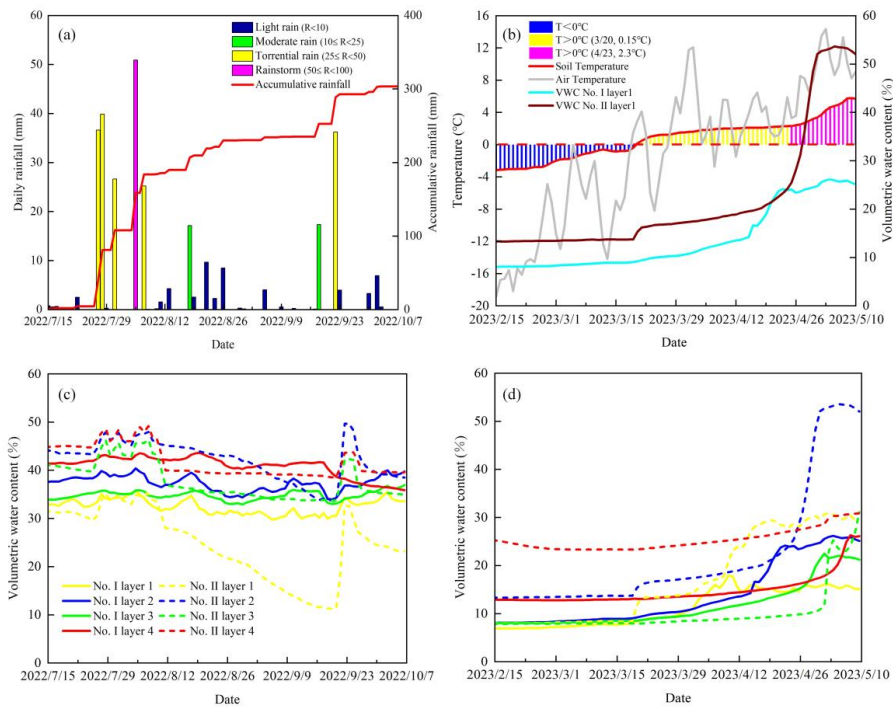 (a)
Light rain (R<10)
Moderate rain (10≤ R<25)
Torrential rain (25≤ R<50)
Rainstorm (50≤ R<100)
Accumulative rainfall
Daily rainfall (mm)
Accumulative rainfall (mm)
60
50
40
30
20
10
0
400
300
200
100
0
2022/7/15 2022/7/29 2022/8/12 2022/8/26 2022/9/9 2022/9/23 2022/10/7
Date
(b)
T<0℃
T>0℃ (3/20, 0.15℃)
T>0℃ (4/23, 2.3℃)
Soil Temperature
Air Temperature
VWC No. I layer1
VWC No. II layer1
Temperature (℃)
Volumetric water content (%)
16
12
8
4
0
-4
-8
-12
-16
-20
60
50
40
30
20
10
0
2023/2/15 2023/3/1 2023/3/15 2023/3/29 2023/4/12 2023/4/26 2023/5/10
Date
(c)
Volumetric water content (%)
60
50
40
30
20
10
0
No. I layer 1 No. II layer 1
No. I layer 2 No. II layer 2
No. I layer 3 No. II layer 3
No. I layer 4 No. II layer 4
2022/7/15 2022/7/29 2022/8/12 2022/8/26 2022/9/9 2022/9/23 2022/10/7
Date
(d)
Volumetric water content (%)
60
50
40
30
20
10
0
2023/2/15 2023/3/1 2023/3/15 2023/3/29 2023/4/12 2023/4/26 2023/5/10
Date